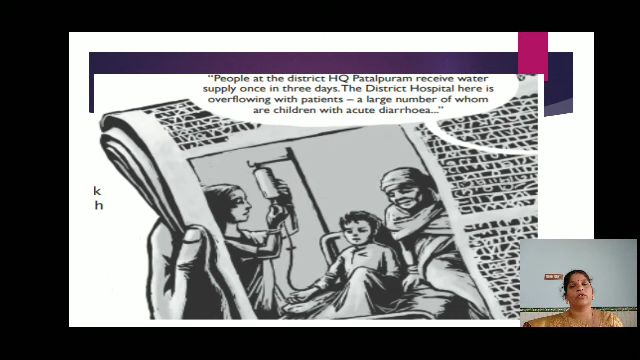 "People at the district HQ Patalpuram receive water
supply once in three days. The District Hospital here is
overflowing with patients – a large number of whom
are children with acute diarrhoea..."
k
h